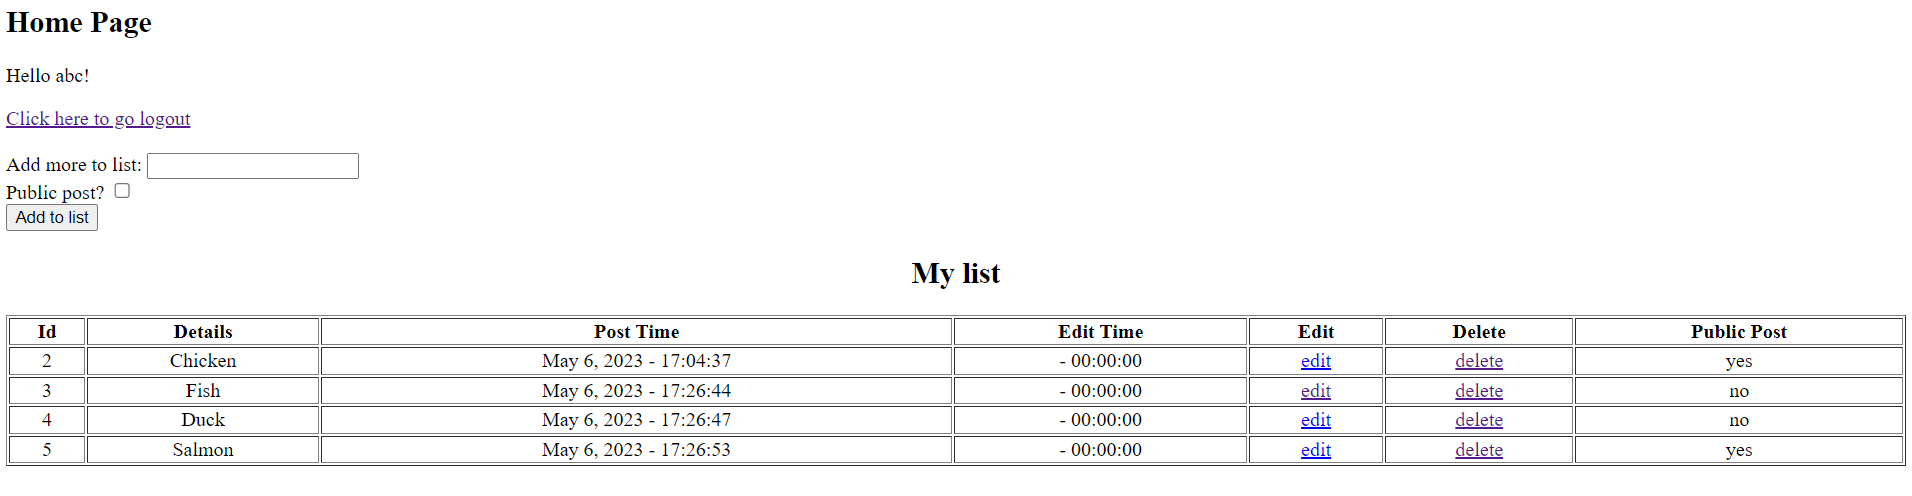 Home Page
Hello abc!
Click here to go logout
Add more to list:
Public post?
Add to list
My list
Id Details Post Time Edit Time Edit Delete Public Post
2 Chicken May 6, 2023 - 17:04:37 - 00:00:00 edit delete yes
3 Fish May 6, 2023 - 17:26:44 - 00:00:00 edit delete no
4 Duck May 6, 2023 - 17:26:47 - 00:00:00 edit delete no
5 Salmon May 6, 2023 - 17:26:53 - 00:00:00 edit delete yes